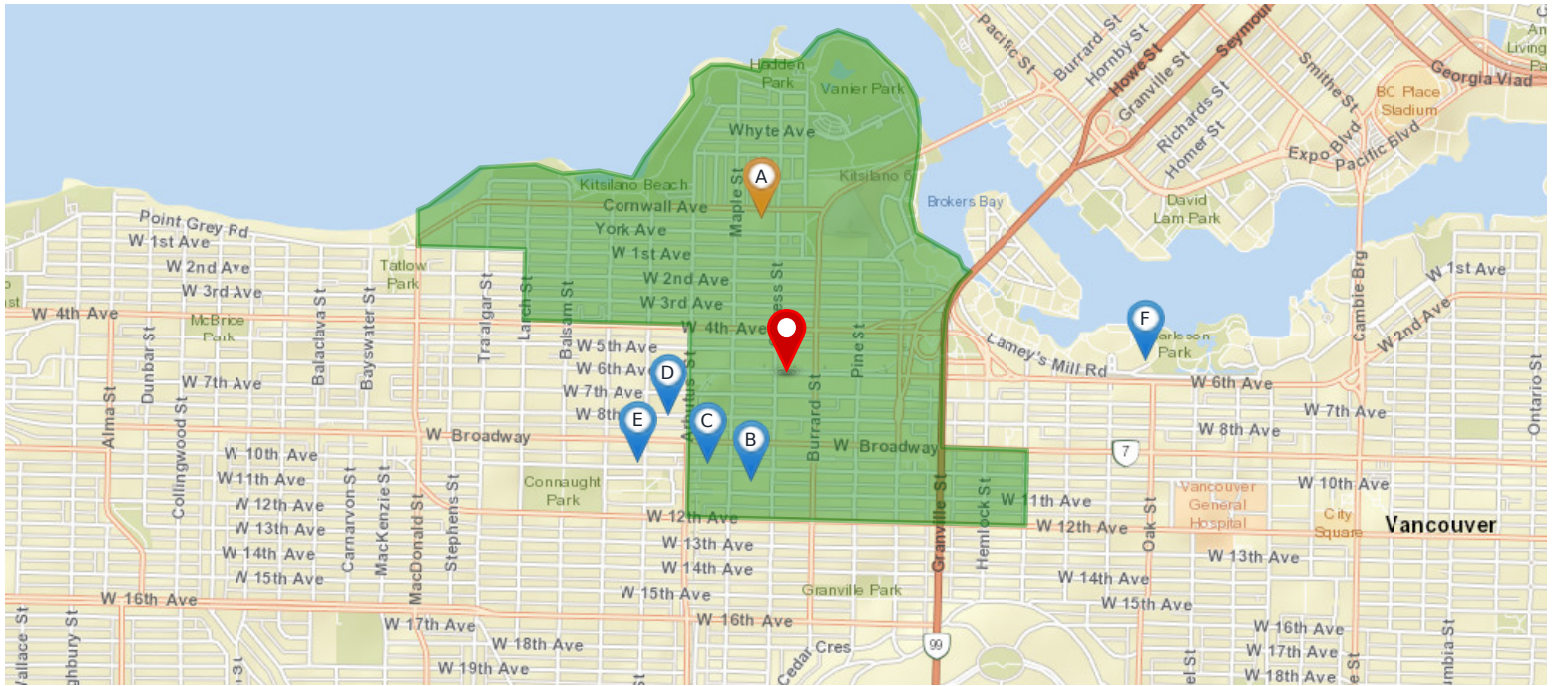 Pacific St
Burrard St
Hornby St
Howe St
Granville St
Seymour
Richards St
Homer St
Smithe St
Georgia Viad
BC Place
Stadium
Expo Blvd
Pacific Blvd
Hadden
Park
Vanier Park
Whyte Ave
A
Kitsilano Beach
Kitsilano 6
Maple St
Cornwall Ave
Brokers Bay
David
Lam Park
York Ave
Point Grey Rd
W 1st Ave
W 1st Ave
W 1st Ave
Tatlow
Park
W 2nd Ave
W 2nd Ave
W 2nd Ave
W 3rd Ave
W 3rd Ave
Cambie Brg
W 4th Ave
W 4th Ave
McBride
Park
Trafalgar St
Larch St
Balsam St
Balaclava St
Bayswater St
Dunbar St
Pine St
F
Park
Lamey's Mill Rd
W 5th Ave
W 6th Ave
W 6th Ave
W 7th Ave
W 7th Ave
W 7th Ave
D
Arbutus St
Burrard St
Ontario St
W 8th
W 8th Ave
Alma St
Collingwood St
E
C
B
W Broadway
W Broadway
7
W 10th Ave
W 10th Ave
W 11th Ave
W 11th Ave
Connaught
Park
Vancouver
General
Hospital
City
Square
Vancouver
W 12th Ave
W 12th Ave
W 12th Ave
Carnarvon St
MacKenzie St
MacDonald St
Stephens St
Granville St
Hemlock St
Oak St
W 13th Ave
W 13th Ave
W 13th Ave
W 14th Ave
W 14th Ave
W 14th Ave
W 15th Ave
W 15th Ave
W 15th Ave
Granville Park
W 16th Ave
W 16th Ave
W 16th Ave
W 17th Ave
W 17th Ave
W 18th Ave
W 18th Ave
W 19th Ave
99
Cedar Cres
Wallace St